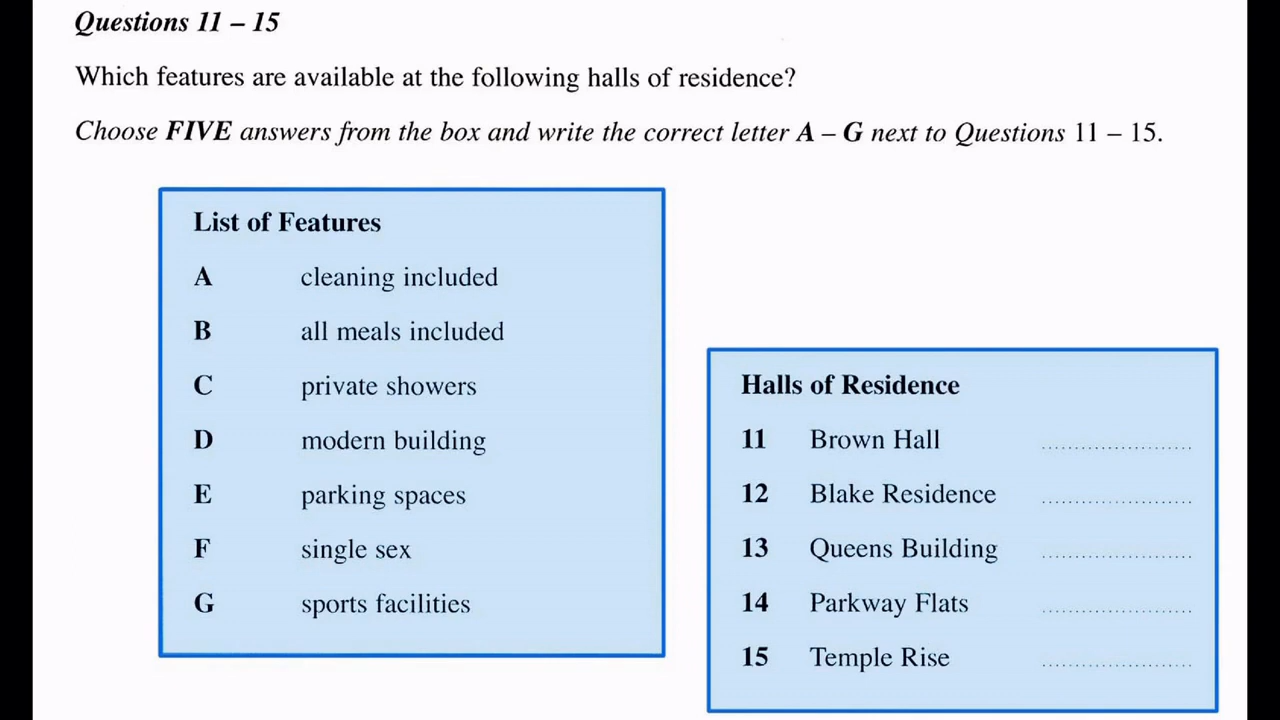 Questions 11 – 15
Which features are available at the following halls of residence?
Choose FIVE answers from the box and write the correct letter A – G next to Questions 11 – 15.
List of Features
A cleaning included
B all meals included
C private showers
D modern building
E parking spaces
F single sex
G sports facilities
Halls of Residence
11 Brown Hall ........................
12 Blake Residence ........................
13 Queens Building ........................
14 Parkway Flats ........................
15 Temple Rise ........................